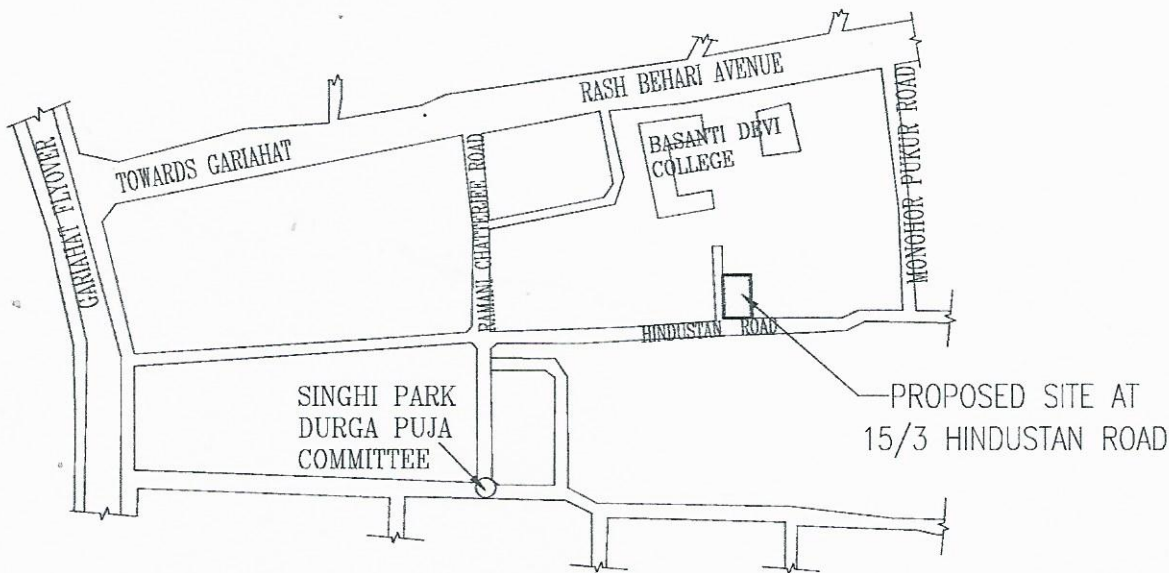 RASH BEHARI AVENUE
TOWARDS GARIAHAT
GARIAHAT FLYOVER
RAMANI CHATTERJEE ROAD
BASANTI DEVI
COLLEGE
MONOHOR PUKUR ROAD
HINDUSTAN ROAD
SINGHI PARK
DURGA PUJA
COMMITTEE
PROPOSED SITE AT
15/3 HINDUSTAN ROAD